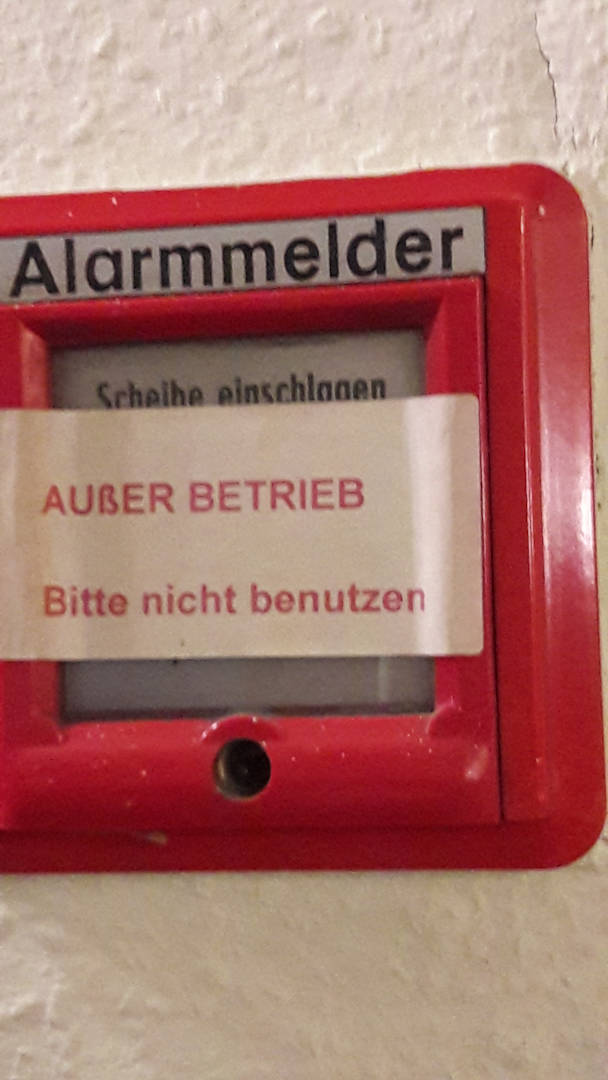 Alarmmelder
Scheibe einschlagen
AUßER BETRIEB
Bitte nicht benutzen